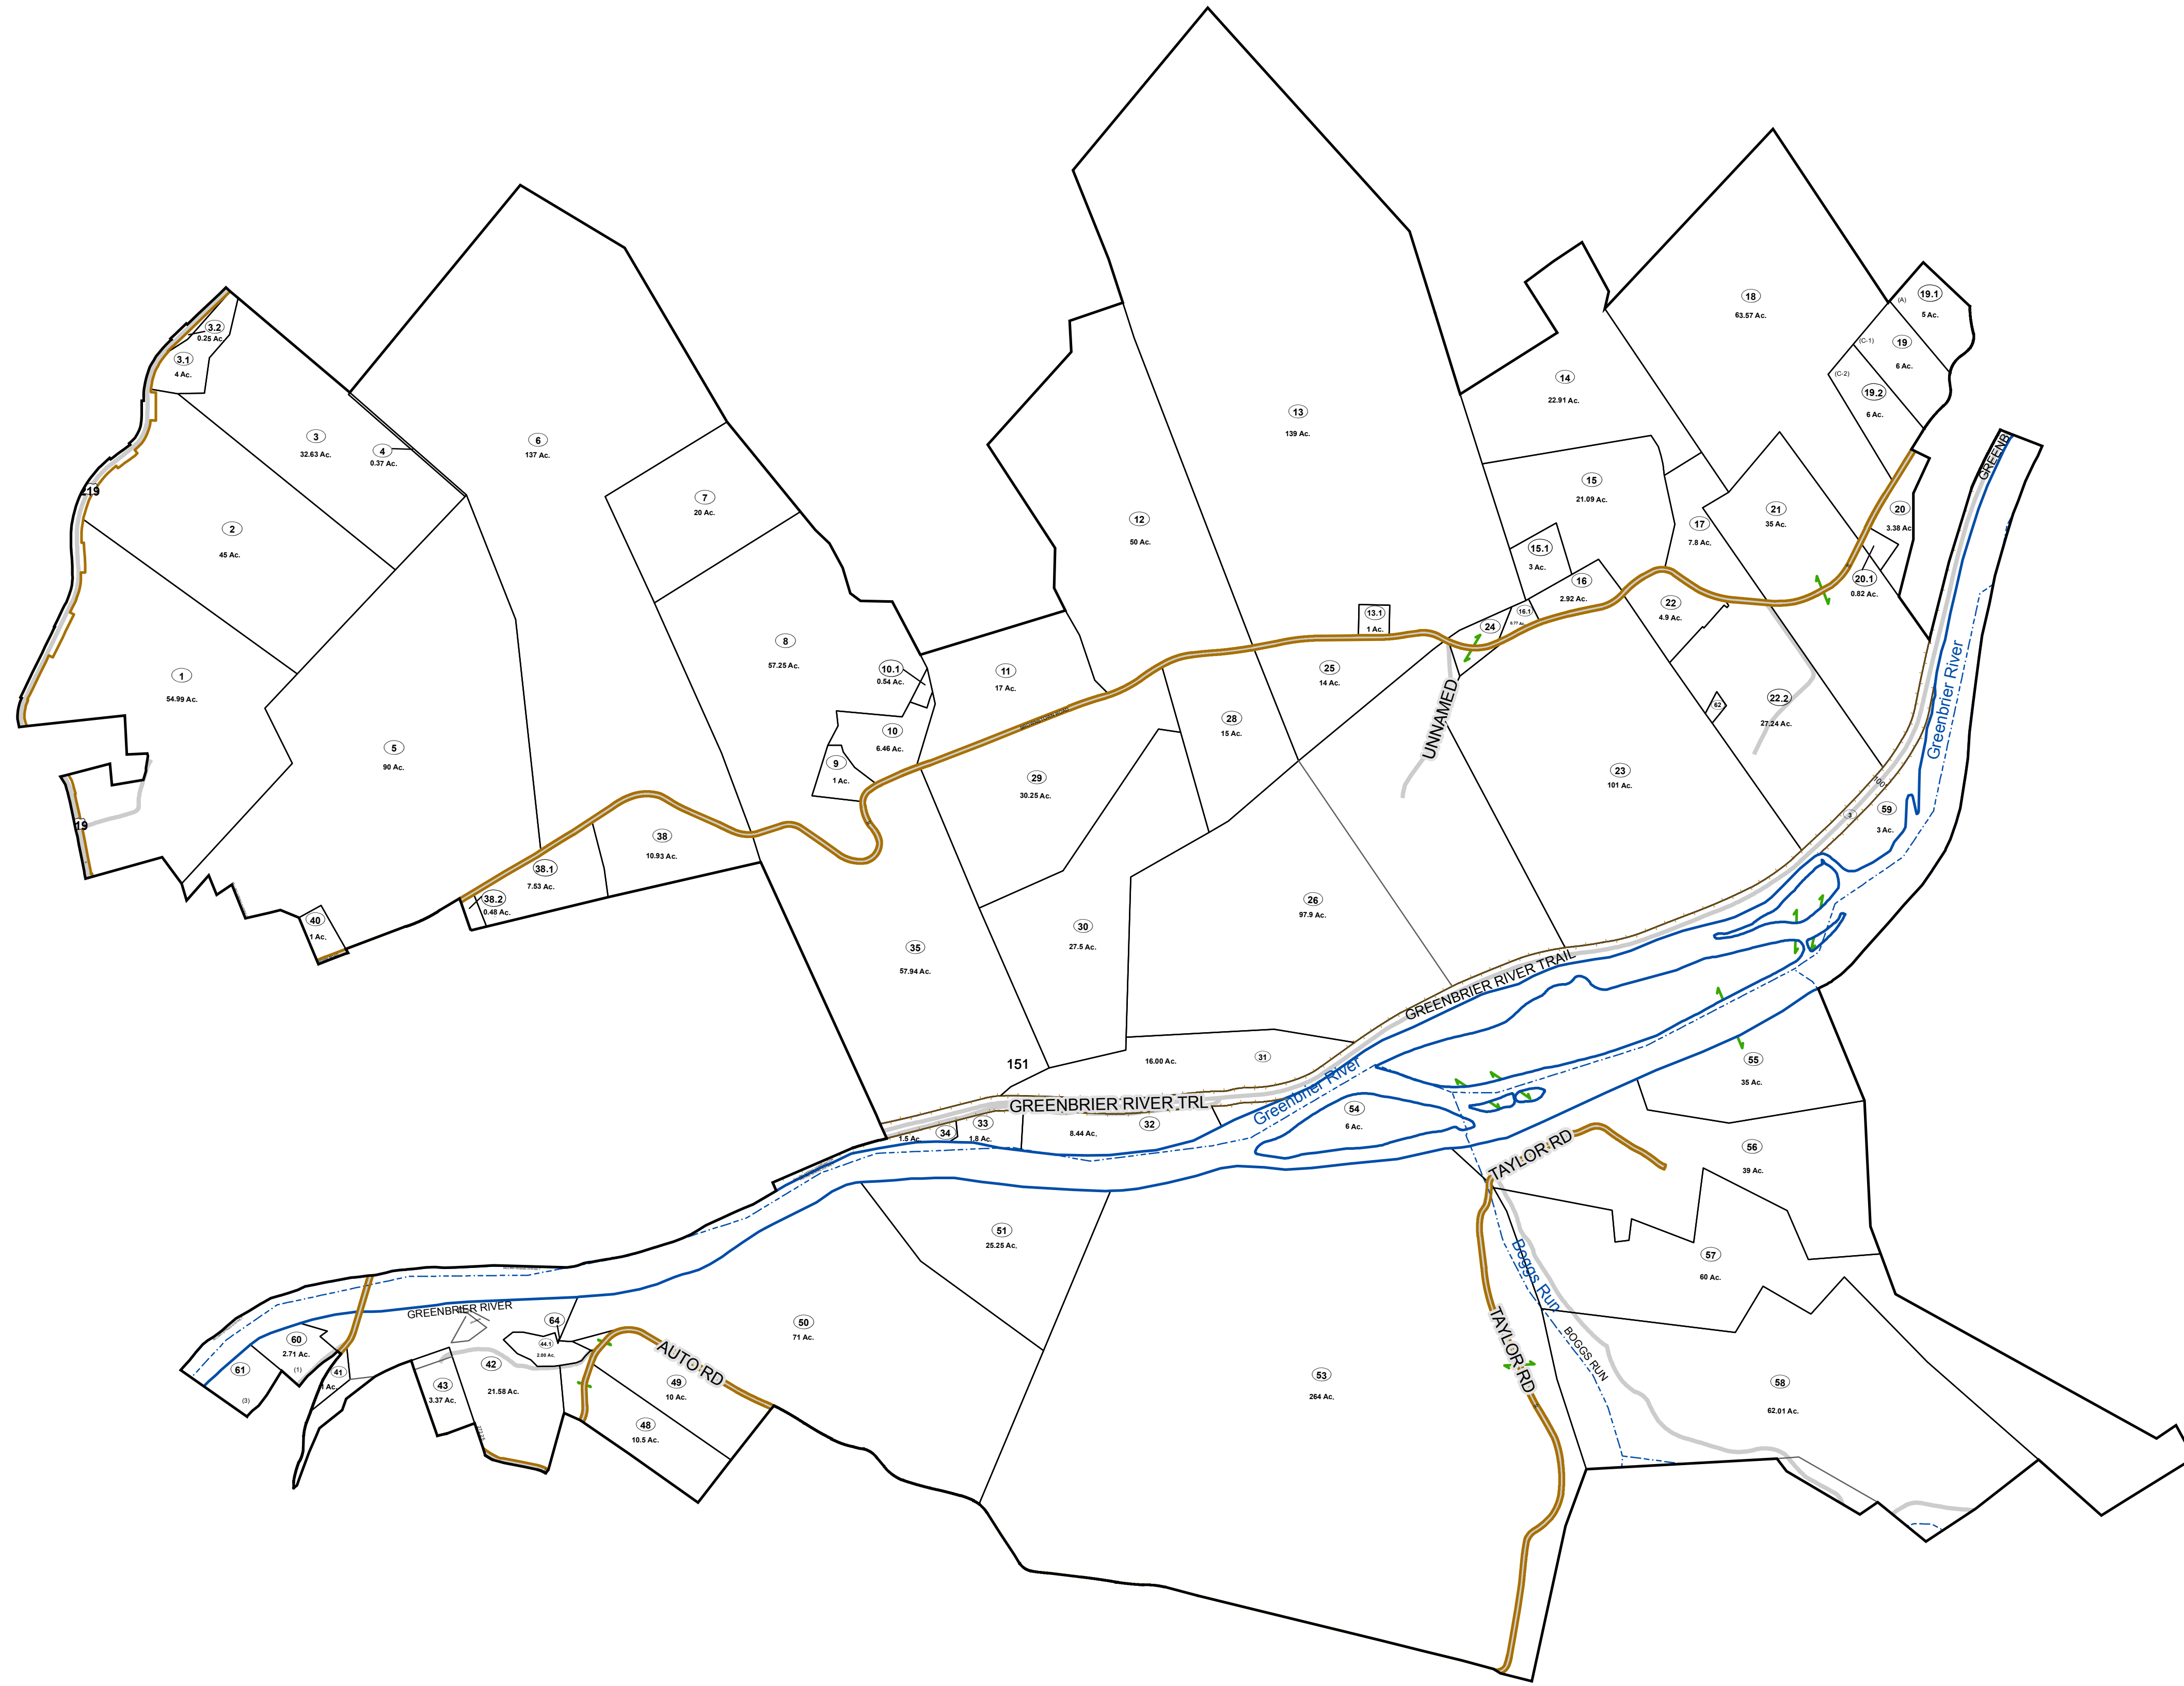 19.1
(A)
5 Ac.
18
63.57 Ac.
3.2
0.25 Ac.
(C-1)
19
3.1
6 Ac.
4 Ac.
(C-2)
14
19.2
22.91 Ac.
6 Ac.
13
139 Ac.
3
32.63 Ac.
6
137 Ac.
4
0.37 Ac.
GREENB
15
21.09 Ac.
219
7
20 Ac.
21
35 Ac.
20
3.38 Ac.
12
50 Ac.
17
7.8 Ac.
2
45 Ac.
15.1
3 Ac.
16
2.92 Ac.
20.1
0.82 Ac.
22
4.9 Ac.
13.1
1 Ac.
16.1
24
8
57.25 Ac.
10.1
0.54 Ac.
11
17 Ac.
25
14 Ac.
1
54.99 Ac.
UNNAMED
22.2
27.24 Ac.
62
Greenbrier River
28
15 Ac.
10
6.46 Ac.
5
90 Ac.
9
1 Ac.
29
30.25 Ac.
23
101 Ac.
59
3 Ac.
3
19
38
10.93 Ac.
38.1
7.53 Ac.
38.2
0.48 Ac.
40
1 Ac.
26
97.9 Ac.
30
27.5 Ac.
35
57.94 Ac.
GREENBRIER RIVER TRAIL
151
16.00 Ac.
31
55
35 Ac.
Greenbrier River
GREENBRIER RIVER TRL
54
6 Ac.
34
1.5 Ac.
33
1.8 Ac.
32
8.44 Ac.
TAYLOR RD
56
39 Ac.
51
25.25 Ac.
Boggs Run
57
60 Ac.
GREENBRIER RIVER
64
50
71 Ac.
TAYLOR RD
BOGGS RUN
60
2.71 Ac.
(1)
44.1
2.00 Ac.
AUTO RD
61
(3)
41
1 Ac.
42
21.58 Ac.
43
3.37 Ac.
49
10 Ac.
53
264 Ac.
58
62.01 Ac.
48
10.5 Ac.